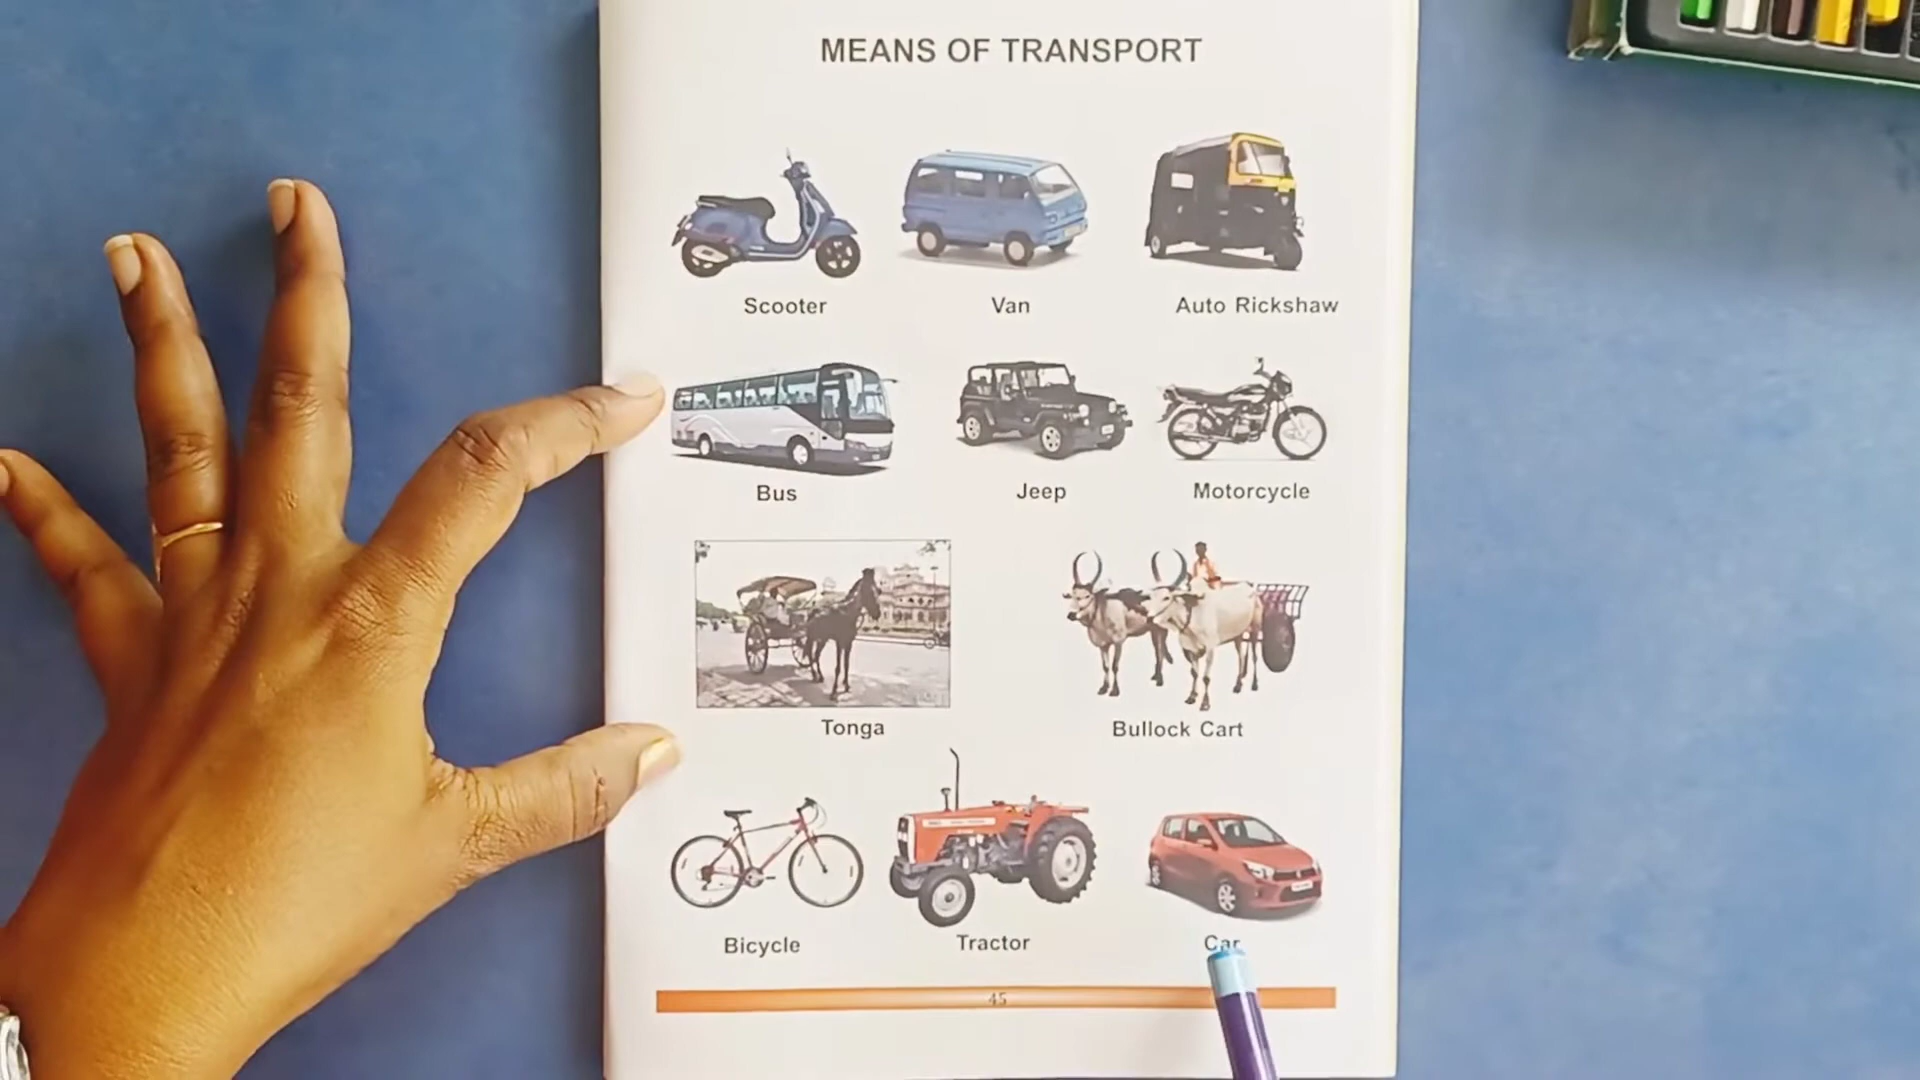 MEANS OF TRANSPORT
Scooter
Van
Auto Rickshaw
Bus
Jeep
Motorcycle
Tonga
Bullock Cart
Bicycle
Tractor
Car
45